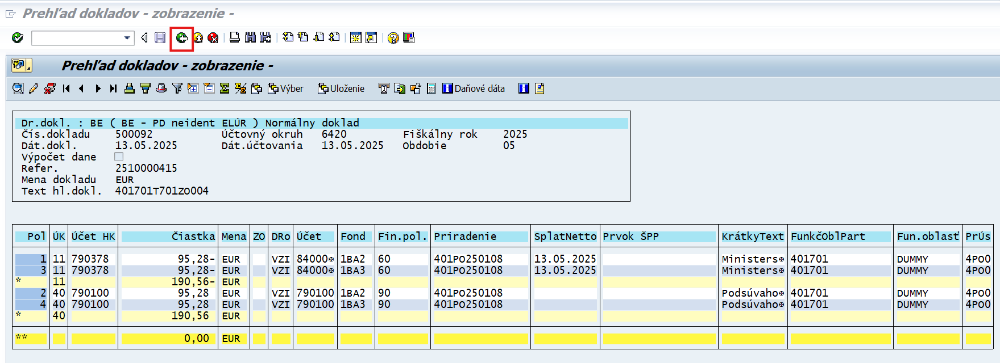 Prehľad dokladov - zobrazenie -
Prehľad dokladov - zobrazenie -
Výber Uloženie Daňové dáta
Dr.dokl. : BE ( BE - PD neident ELÚR ) Normálny doklad
Čís.dokladu 500092 Účtovný okruh 6420 Fiškálny rok 2025
Dát.dokl. 13.05.2025 Dát.účtovania 13.05.2025 Obdobie 05
Výpočet dane
Refer. 2510000415
Mena dokladu EUR
Text hl.dokl. 401701T701ZO004
Pol ÚK Účet HK Čiastka Mena ZO DRo Účet Fond Fin.pol. Priradenie SplatNetto Prvok ŠPP KrátkyText FunkčOblPart Fun.oblasť PrÚs
1 11 790378 95,28- EUR VZI 84000 1BA2 60 401PO250108 13.05.2025 Ministers 401701 DUMMY 4PO0
3 11 790378 95,28- EUR VZI 84000 1BA3 60 401PO250108 13.05.2025 Ministers 401701 DUMMY 4PO0
* 11 190,56- EUR
2 40 790100 95,28 EUR VZI 790100 1BA2 90 401PO250108 Podsúvaho 401701 DUMMY 4PO0
4 40 790100 95,28 EUR VZI 790100 1BA3 90 401PO250108 Podsúvaho 401701 DUMMY 4PO0
* 40 190,56 EUR
** 0,00 EUR